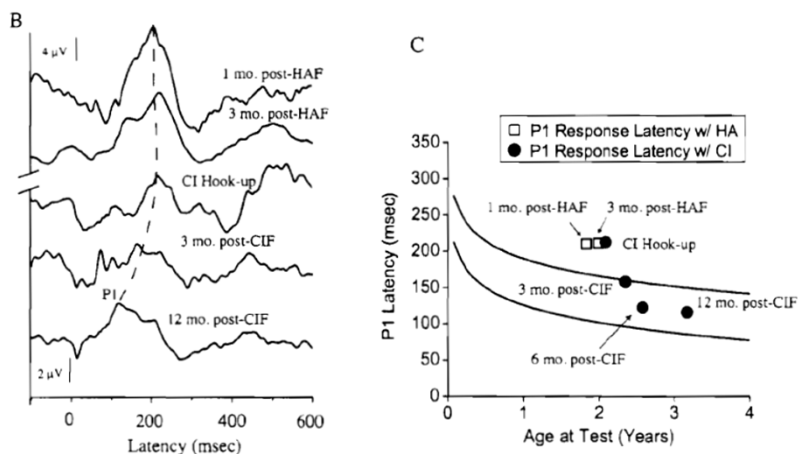 B
4 µV
1 mo. post-HAF
3 mo. post-HAF
CI Hook-up
3 mo. post-CIF
P1
12 mo. post-CIF
2 µV
0 200 400 600
Latency (msec)
C
P1 Response Latency w/ HA
P1 Response Latency w/ CI
350
300
250
200
150
100
50
0
P1 Latency (msec)
1 mo. post-HAF 3 mo. post-HAF
CI Hook-up
3 mo. post-CIF
12 mo. post-CIF
6 mo. post-CIF
0 1 2 3 4
Age at Test (Years)